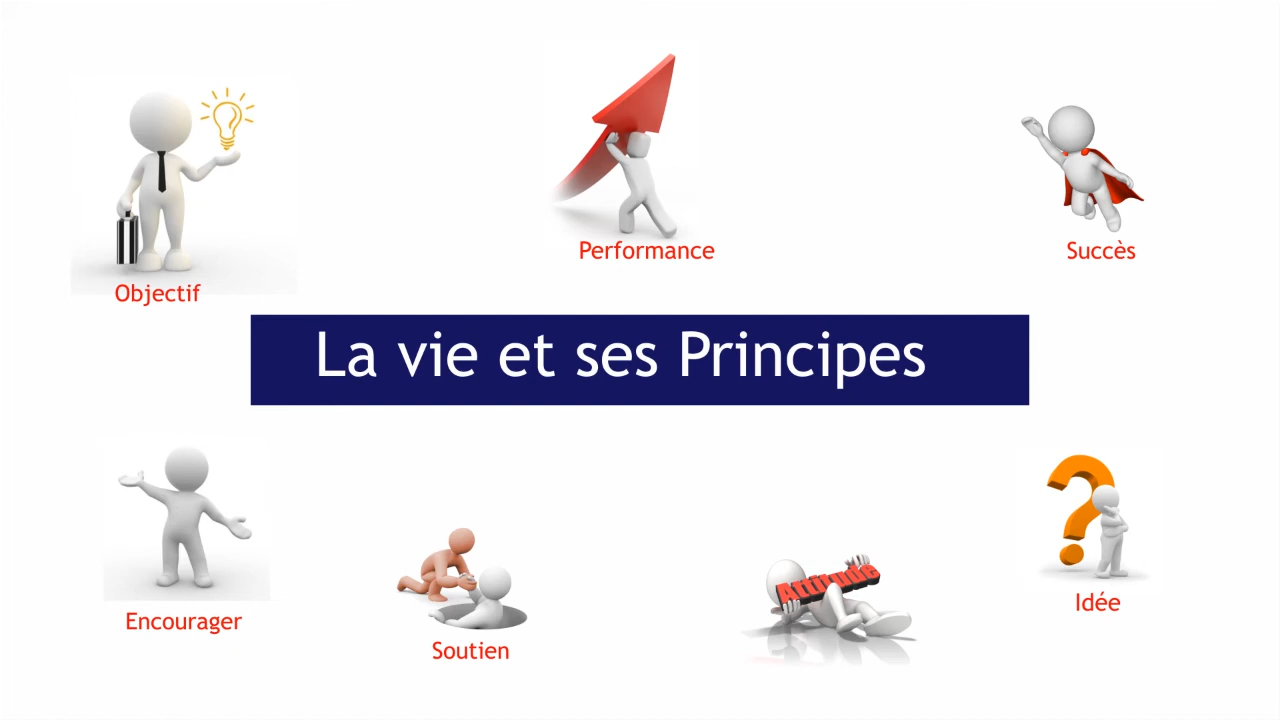 Performance
Succès
Objectif
La vie et ses Principes
Attitude
Idée
Encourager
Soutien